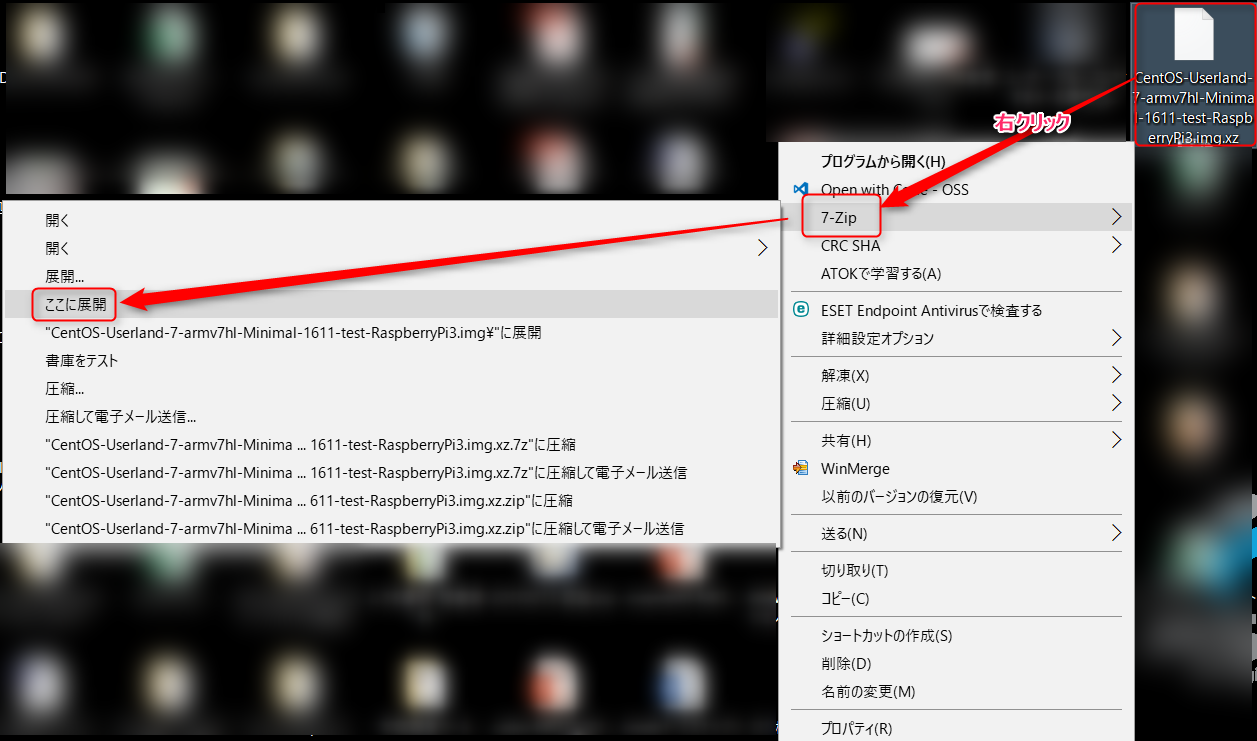 CentOS-Userland-
7-armv7hl-Minima
l-1611-test-Raspb
erryPi3.img.xz
右クリック
プログラムから開く(H)
Open with Code - OSS
7-Zip
CRC SHA
ATOKで学習する(A)
ESET Endpoint Antivirusで検査する
詳細設定オプション
解凍(X)
圧縮(U)
共有(H)
WinMerge
以前のバージョンの復元(V)
送る(N)
切り取り(T)
コピー(C)
ショートカットの作成(S)
削除(D)
名前の変更(M)
プロパティ(R)
開く
開く
展開...
ここに展開
"CentOS-Userland-7-armv7hl-Minimal-1611-test-RaspberryPi3.img¥"に展開
書庫をテスト
圧縮...
圧縮して電子メール送信...
"CentOS-Userland-7-armv7hl-Minima ... 1611-test-RaspberryPi3.img.xz.7z"に圧縮
"CentOS-Userland-7-armv7hl-Minima ... 1611-test-RaspberryPi3.img.xz.7z"に圧縮して電子メール送信
"CentOS-Userland-7-armv7hl-Minima ... 611-test-RaspberryPi3.img.xz.zip"に圧縮
"CentOS-Userland-7-armv7hl-Minima ... 611-test-RaspberryPi3.img.xz.zip"に圧縮して電子メール送信